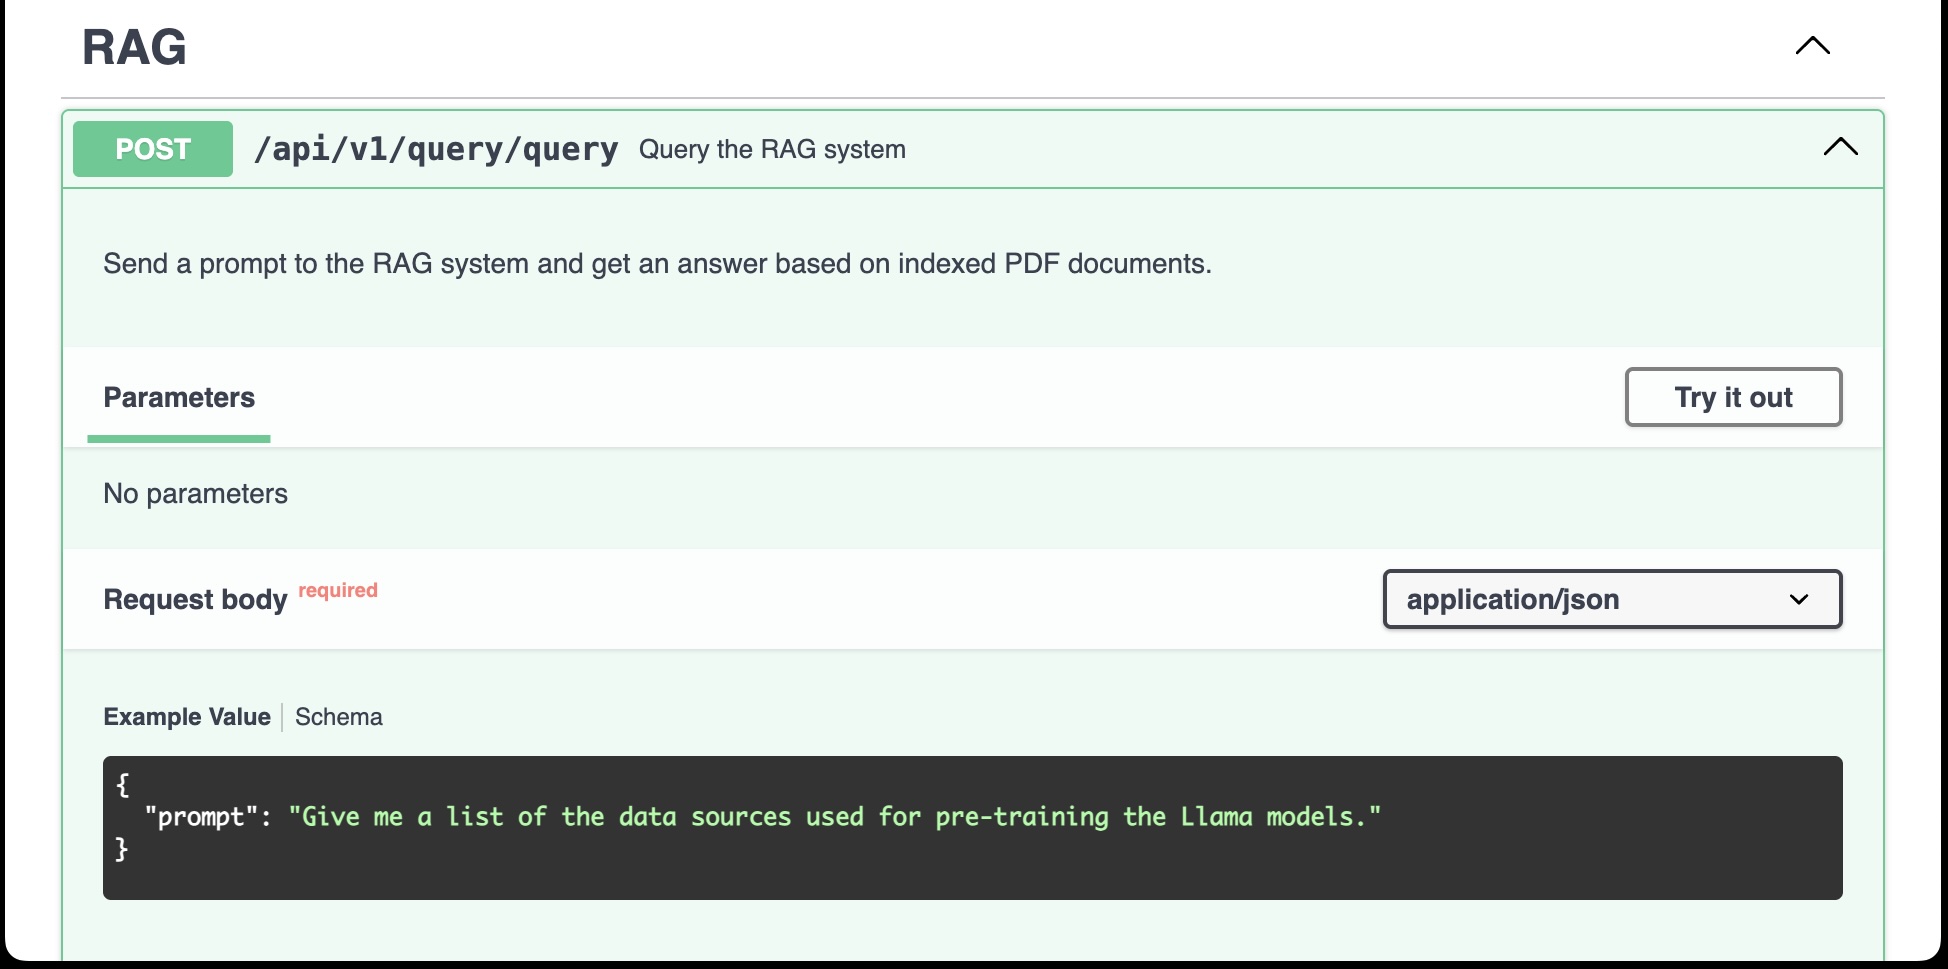 RAG
POST /api/v1/query/query Query the RAG system
Send a prompt to the RAG system and get an answer based on indexed PDF documents.
Parameters Try it out
No parameters
Request body required application/json
Example Value Schema
{
  "prompt": "Give me a list of the data sources used for pre-training the Llama models."
}